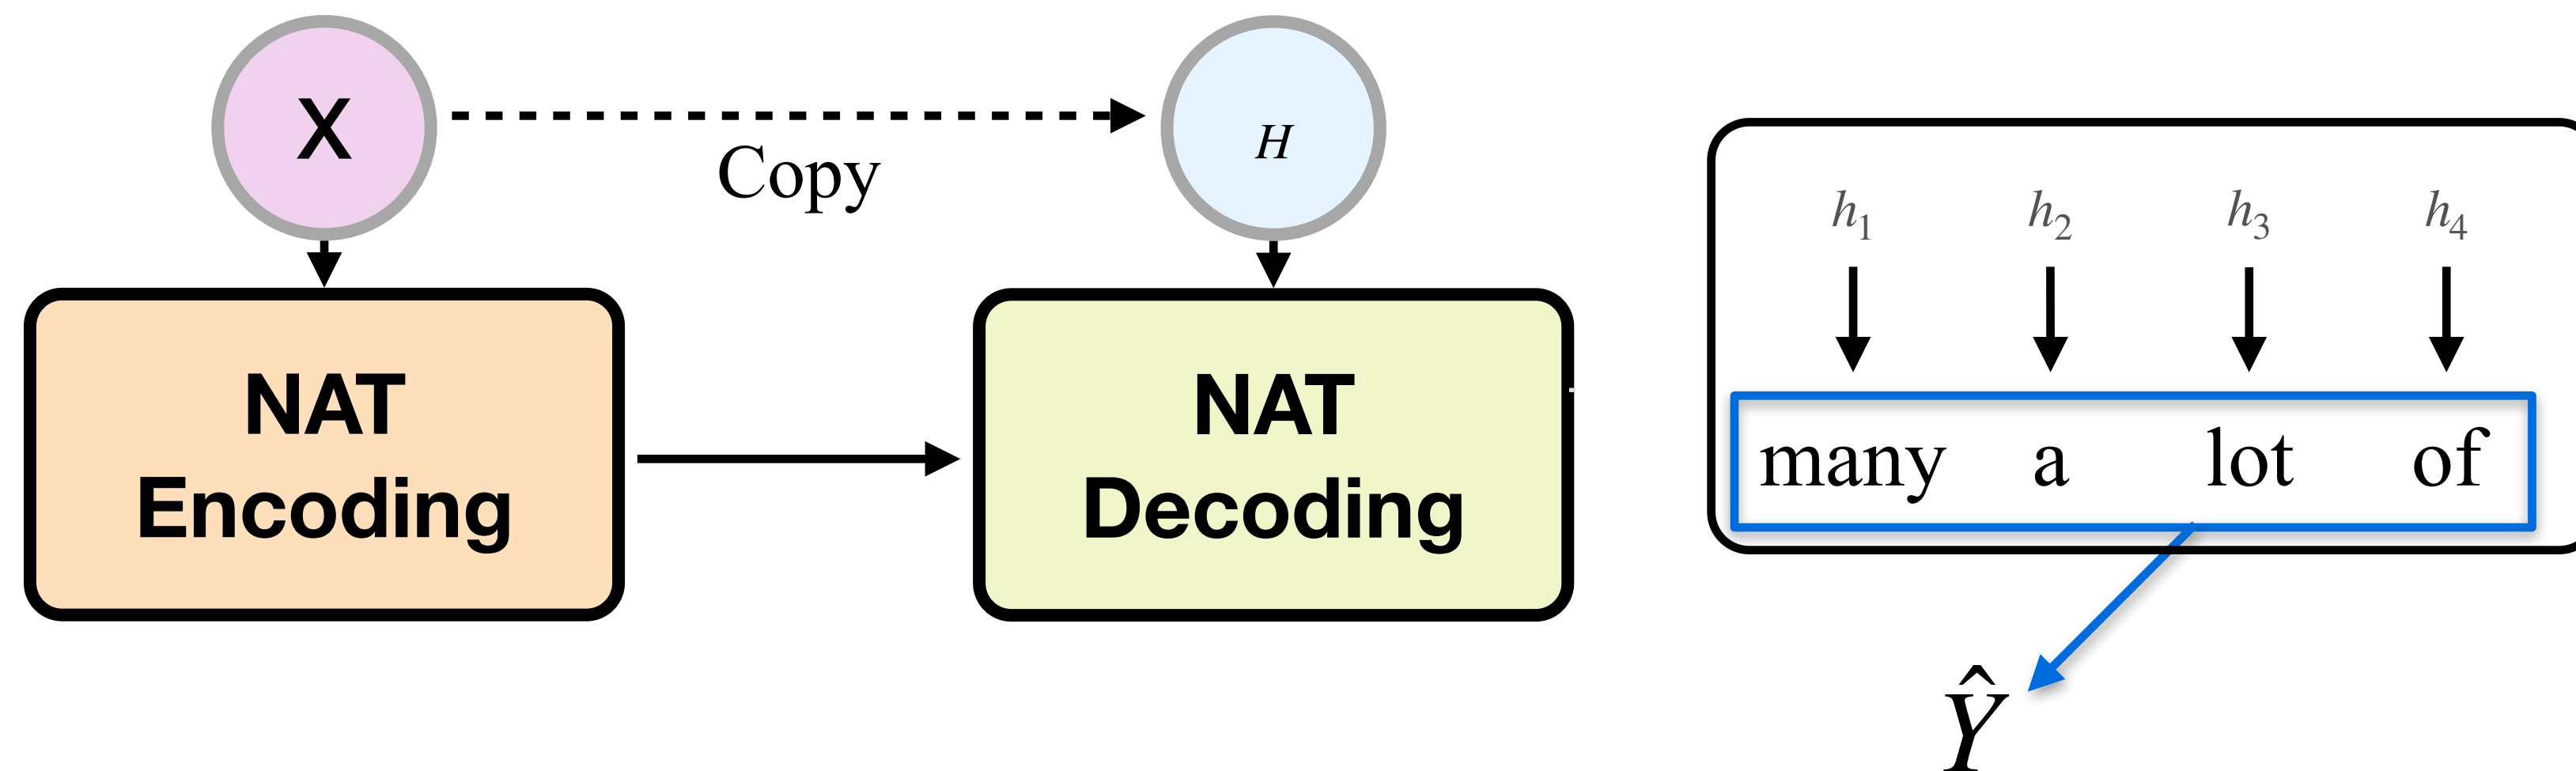 X
Copy
H
NAT
Encoding
NAT
Decoding
h₁ h₂ h₃ h₄
many a lot of
Ŷ